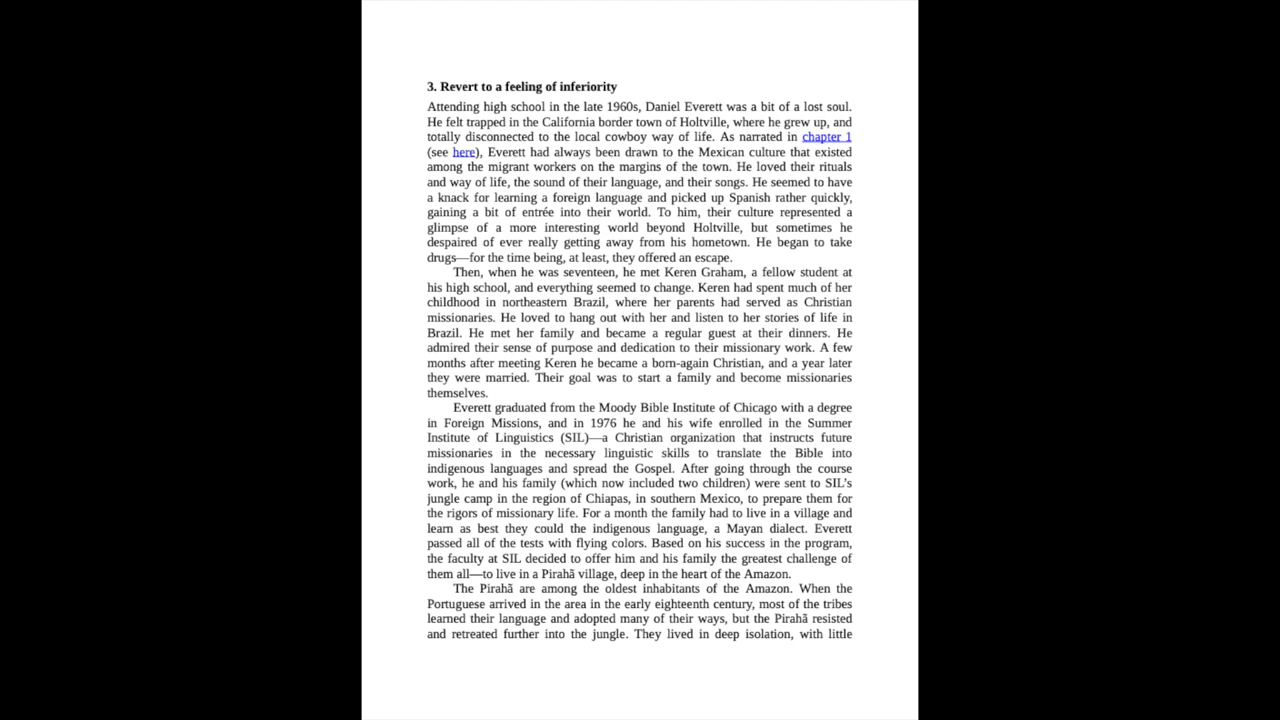 3. Revert to a feeling of inferiority
Attending high school in the late 1960s, Daniel Everett was a bit of a lost soul.
He felt trapped in the California border town of Holtville, where he grew up, and
totally disconnected to the local cowboy way of life. As narrated in chapter 1
(see here), Everett had always been drawn to the Mexican culture that existed
among the migrant workers on the margins of the town. He loved their rituals
and way of life, the sound of their language, and their songs. He seemed to have
a knack for learning a foreign language and picked up Spanish rather quickly,
gaining a bit of entrée into their world. To him, their culture represented a
glimpse of a more interesting world beyond Holtville, but sometimes he
despaired of ever really getting away from his hometown. He began to take
drugs—for the time being, at least, they offered an escape.
Then, when he was seventeen, he met Keren Graham, a fellow student at
his high school, and everything seemed to change. Keren had spent much of her
childhood in northeastern Brazil, where her parents had served as Christian
missionaries. He loved to hang out with her and listen to her stories of life in
Brazil. He met her family and became a regular guest at their dinners. He
admired their sense of purpose and dedication to their missionary work. A few
months after meeting Keren he became a born-again Christian, and a year later
they were married. Their goal was to start a family and become missionaries
themselves.
Everett graduated from the Moody Bible Institute of Chicago with a degree
in Foreign Missions, and in 1976 he and his wife enrolled in the Summer
Institute of Linguistics (SIL)—a Christian organization that instructs future
missionaries in the necessary linguistic skills to translate the Bible into
indigenous languages and spread the Gospel. After going through the course
work, he and his family (which now included two children) were sent to SIL’s
jungle camp in the region of Chiapas, in southern Mexico, to prepare them for
the rigors of missionary life. For a month the family had to live in a village and
learn as best they could the indigenous language, a Mayan dialect. Everett
passed all of the tests with flying colors. Based on his success in the program,
the faculty at SIL decided to offer him and his family the greatest challenge of
them all—to live in a Pirahã village, deep in the heart of the Amazon.
The Pirahã are among the oldest inhabitants of the Amazon. When the
Portuguese arrived in the area in the early eighteenth century, most of the tribes
learned their language and adopted many of their ways, but the Pirahã resisted
and retreated further into the jungle. They lived in deep isolation, with little